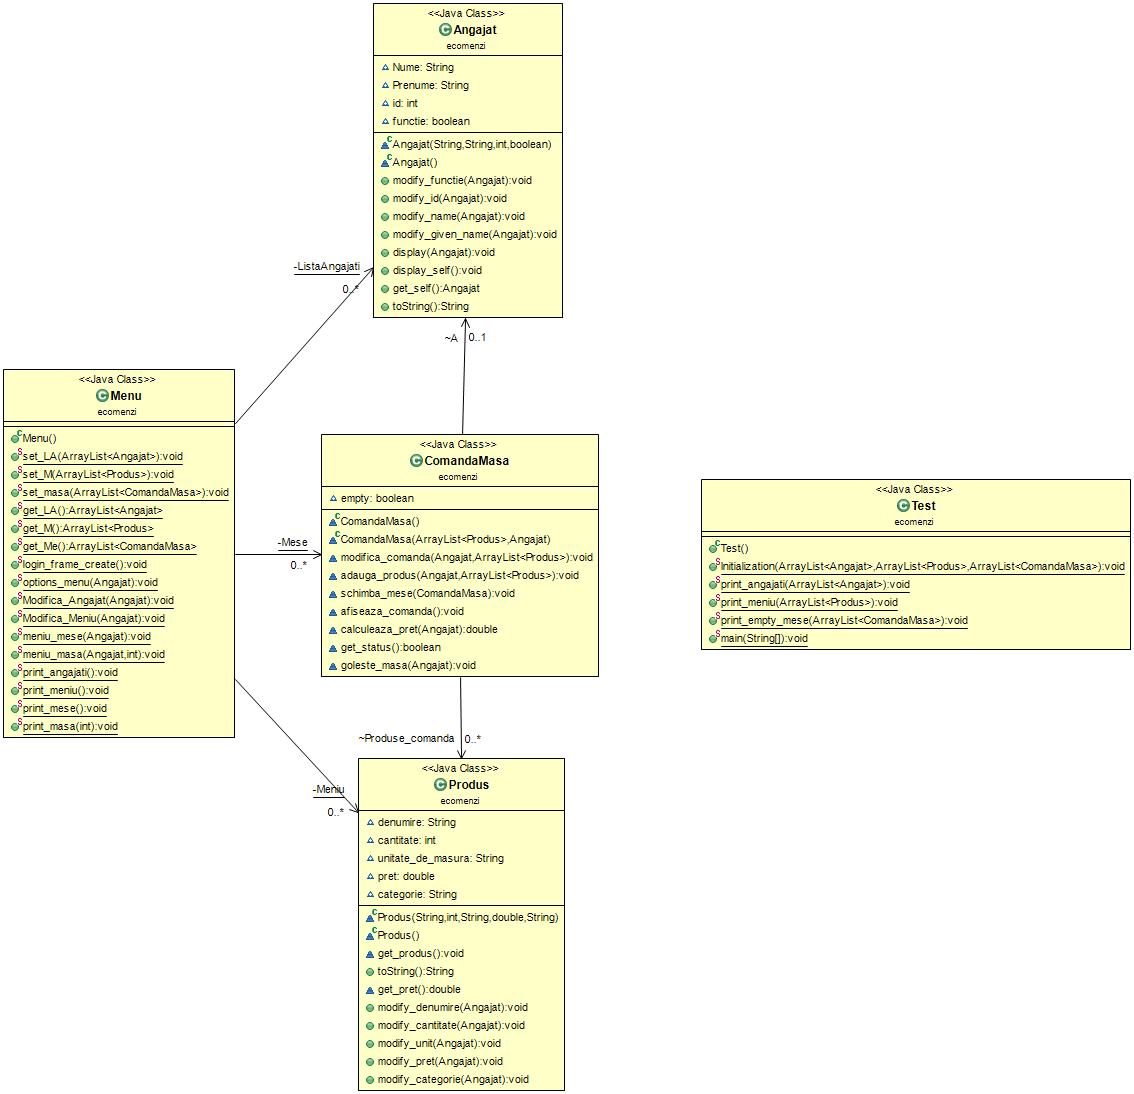 <<Java Class>>
Angajat
ecomenzi
Nume: String
Prenume: String
id: int
functie: boolean
Angajat(String,String,int,boolean)
Angajat()
modify_functie(Angajat):void
modify_id(Angajat):void
modify_name(Angajat):void
modify_given_name(Angajat):void
display(Angajat):void
display_self():void
get_self():Angajat
toString():String
-ListaAngajati
0..*
~A
0..1
<<Java Class>>
Menu
ecomenzi
Menu()
set_LA(ArrayList<Angajat>):void
set_M(ArrayList<Produs>):void
set_masa(ArrayList<ComandaMasa>):void
get_LA():ArrayList<Angajat>
get_M():ArrayList<Produs>
get_Me():ArrayList<ComandaMasa>
login_frame_create():void
options_menu(Angajat):void
Modifica_Angajat(Angajat):void
Modifica_Meniu(Angajat):void
meniu_mese(Angajat):void
meniu_masa(Angajat,int):void
print_angajati():void
print_meniu():void
print_mese():void
print_masa(int):void
-Mese
0..*
<<Java Class>>
ComandaMasa
ecomenzi
empty: boolean
ComandaMasa()
ComandaMasa(ArrayList<Produs>,Angajat)
modifica_comanda(Angajat,ArrayList<Produs>):void
adauga_produs(Angajat,ArrayList<Produs>):void
schimba_mese(ComandaMasa):void
afiseaza_comanda():void
calculeaza_pret(Angajat):double
get_status():boolean
goleste_masa(Angajat):void
<<Java Class>>
Test
ecomenzi
Test()
Initialization(ArrayList<Angajat>,ArrayList<Produs>,ArrayList<ComandaMasa>):void
print_angajati(ArrayList<Angajat>):void
print_meniu(ArrayList<Produs>):void
print_empty_mese(ArrayList<ComandaMasa>):void
main(String[]):void
~Produse_comanda
0..*
-Meniu
0..*
<<Java Class>>
Produs
ecomenzi
denumire: String
cantitate: int
unitate_de_masura: String
pret: double
categorie: String
Produs(String,int,String,double,String)
Produs()
get_produs():void
toString():String
get_pret():double
modify_denumire(Angajat):void
modify_cantitate(Angajat):void
modify_unit(Angajat):void
modify_pret(Angajat):void
modify_categorie(Angajat):void